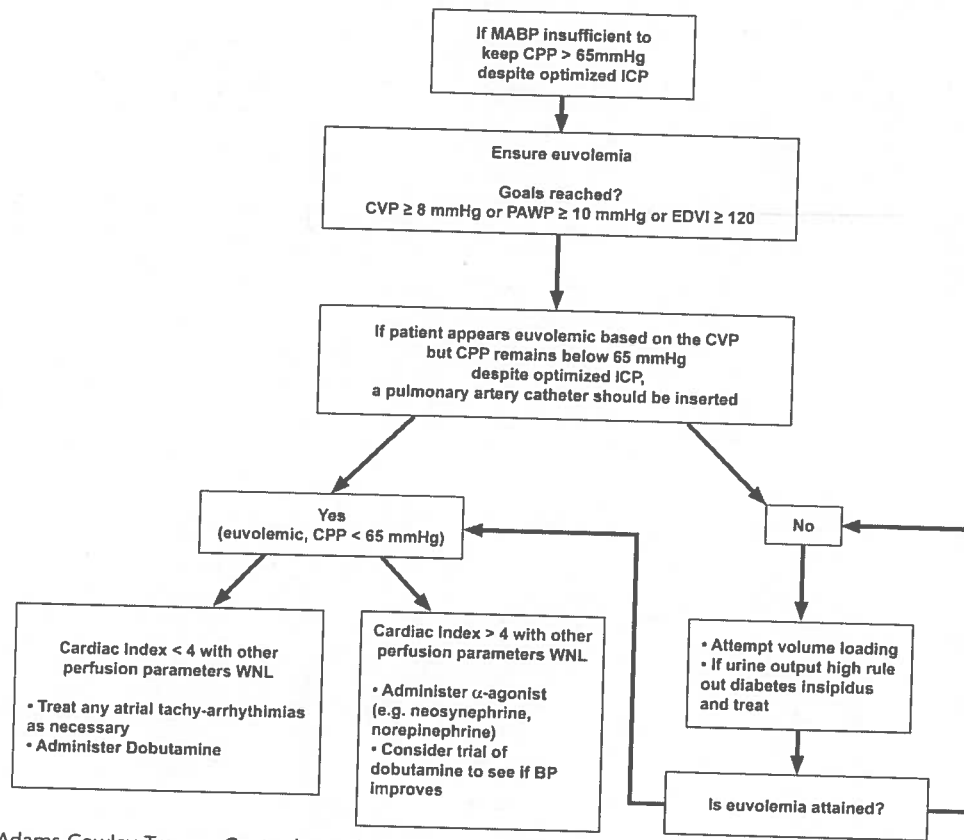 If MABP insufficient to
keep CPP > 65mmHg
despite optimized ICP
Ensure euvolemia
Goals reached?
CVP ≥ 8 mmHg or PAWP ≥ 10 mmHg or EDVI ≥ 120
If patient appears euvolemic based on the CVP
but CPP remains below 65 mmHg
despite optimized ICP,
a pulmonary artery catheter should be inserted
Yes
(euvolemic, CPP < 65 mmHg)
No
Cardiac Index < 4 with other
perfusion parameters WNL
• Treat any atrial tachy-arrhythimias
as necessary
• Administer Dobutamine
Cardiac Index > 4 with other
perfusion parameters WNL
• Administer α-agonist
(e.g. neosynephrine,
norepinephrine)
• Consider trial of
dobutamine to see if BP
improves
• Attempt volume loading
• If urine output high rule
out diabetes insipidus
and treat
Is euvolemia attained?
Adams Cowley